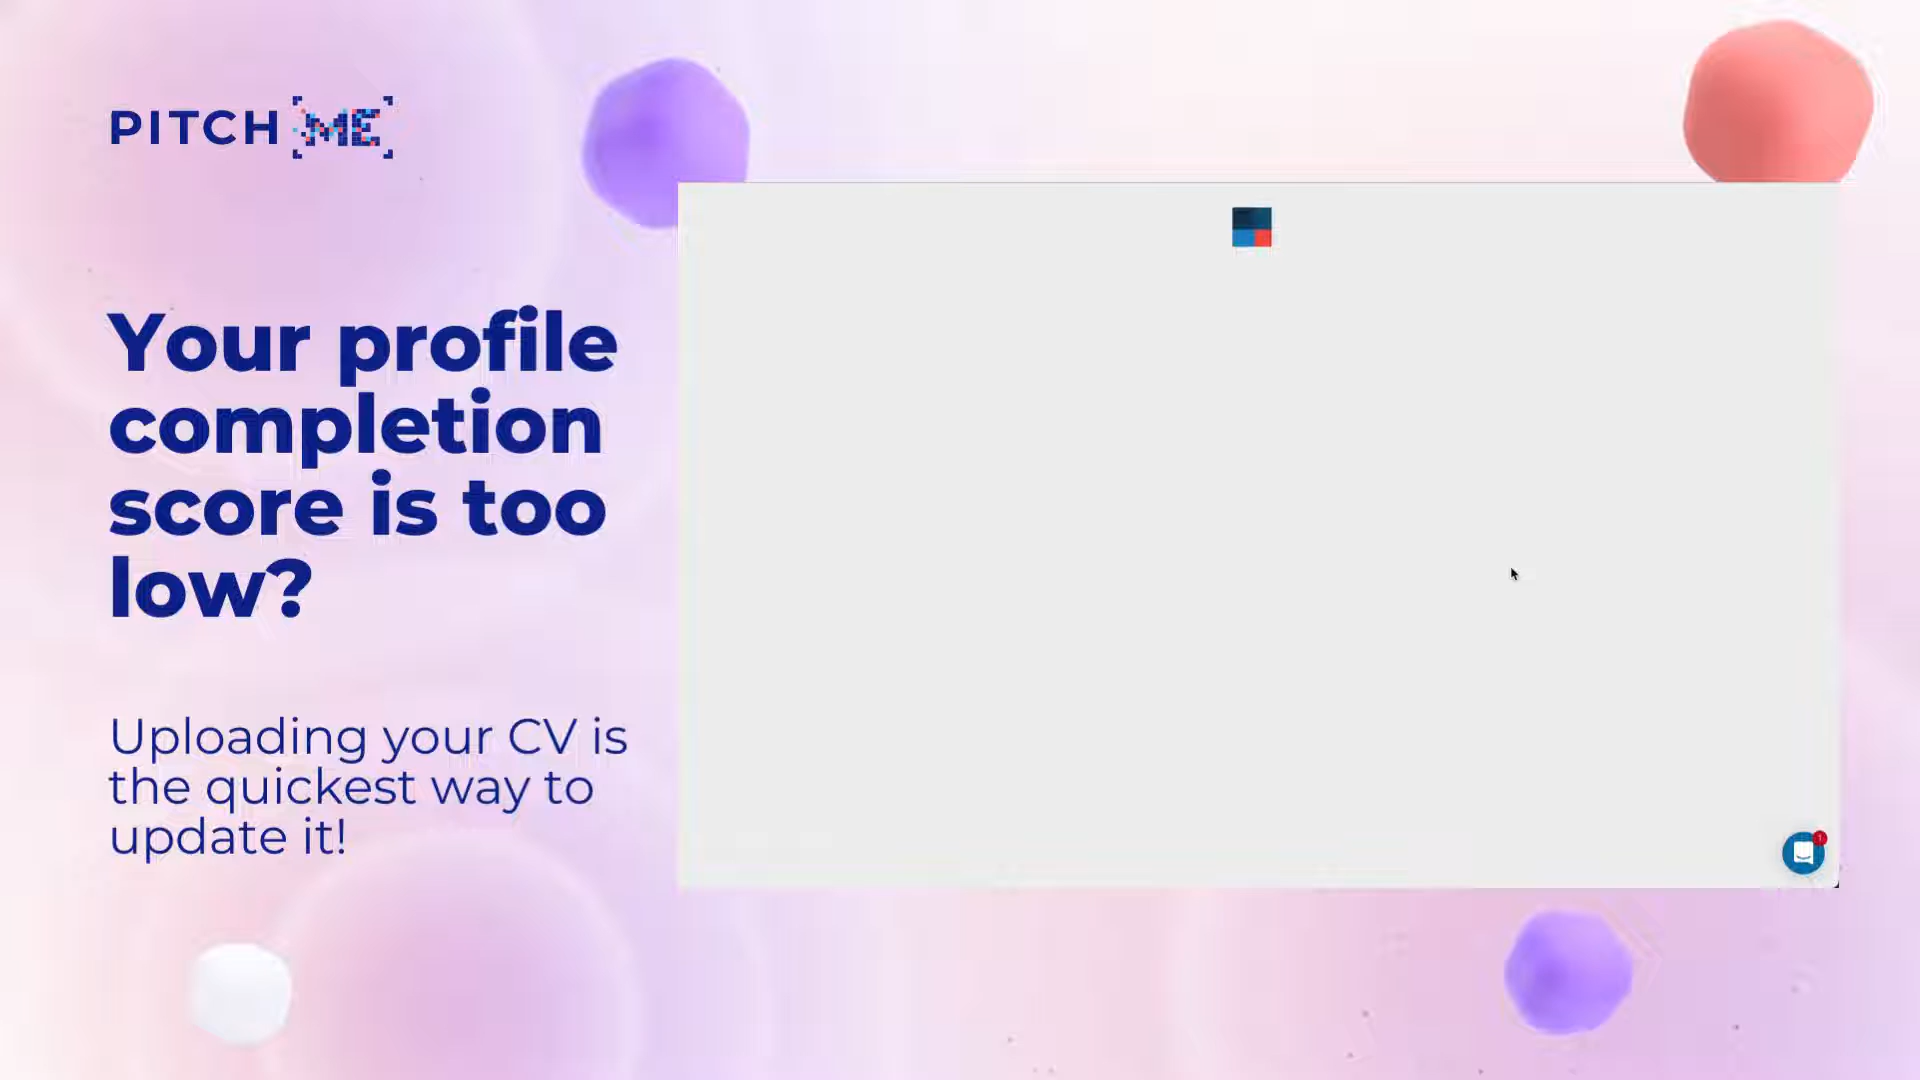 PITCH ME
Your profile
completion
score is too
low?
Uploading your CV is
the quickest way to
update it!
1